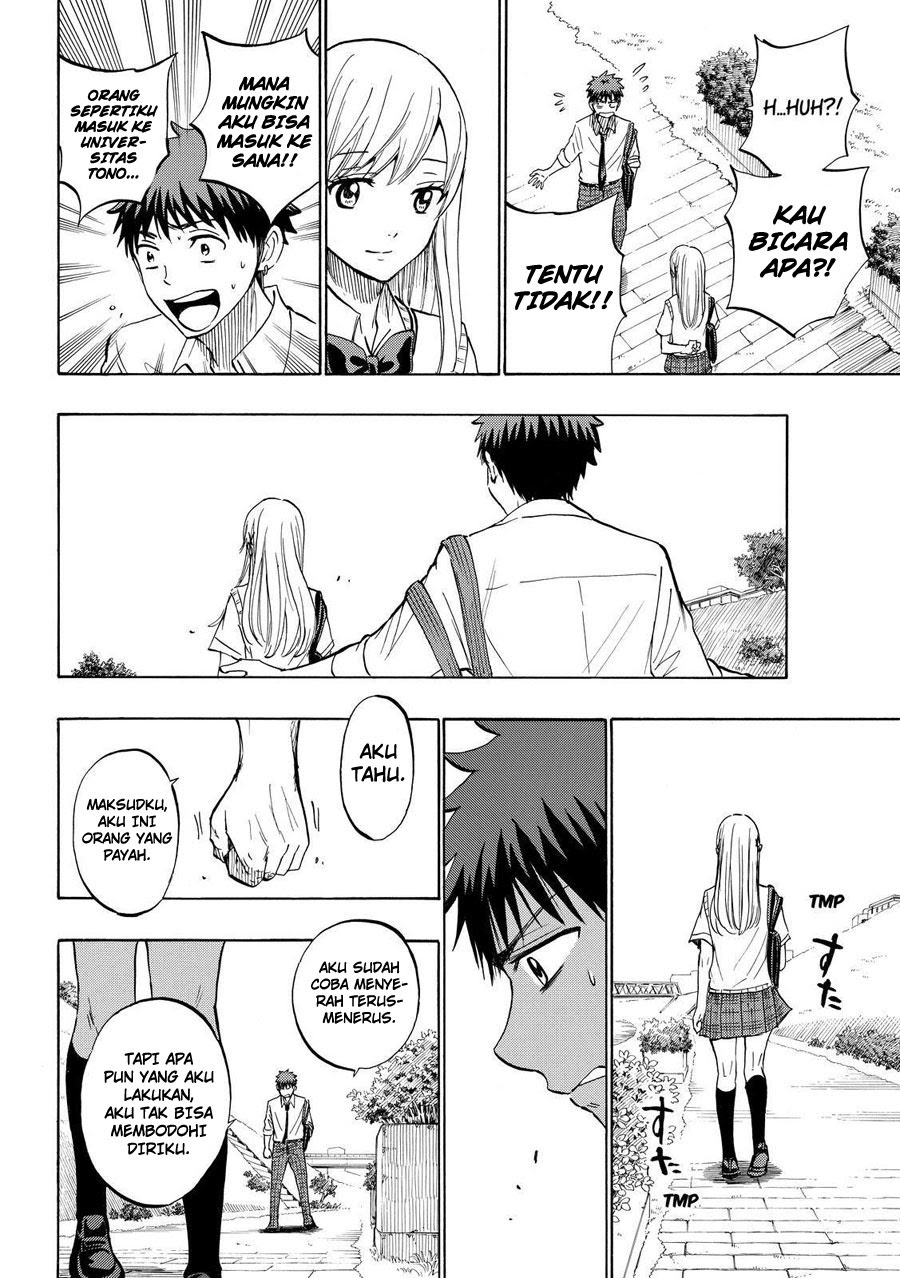 H...HUH?!
KAU
BICARA
APA?!
TENTU
TIDAK!!
MANA
MUNGKIN
AKU BISA
MASUK KE
SANA!!
ORANG
SEPERTIKU
MASUK KE
UNIVER-
SITAS
TONO...
TMP
すた
すた
TMP
AKU
TAHU.
MAKSUDKU,
AKU INI
ORANG YANG
PAYAH.
AKU SUDAH
COBA MENYE-
RAH TERUS-
MENERUS.
TAPI APA
PUN YANG AKU
LAKUKAN,
AKU TAK BISA
MEMBODOHI
DIRIKU.